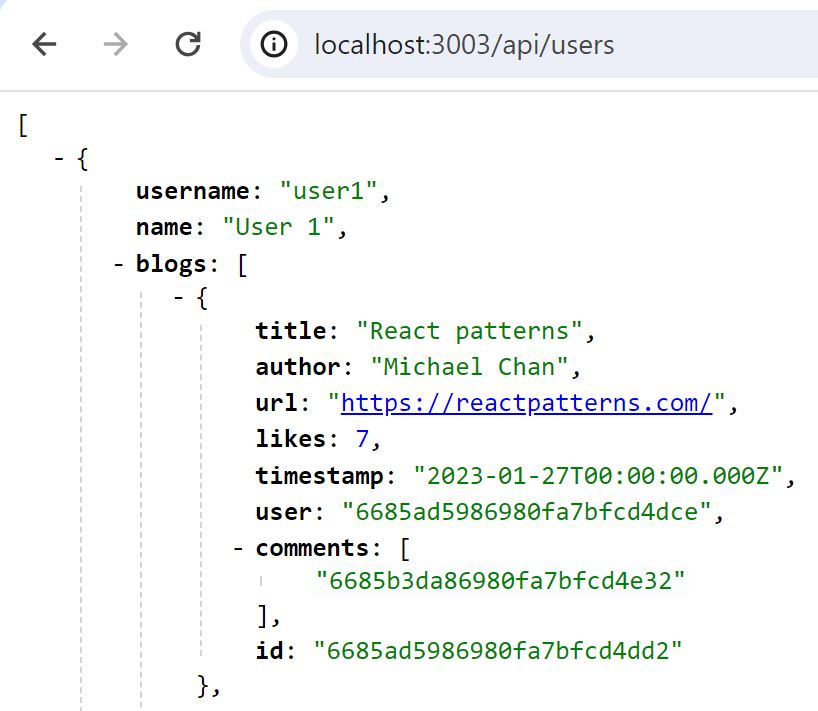 localhost:3003/api/users
[
- {
username: "user1",
name: "User 1",
- blogs: [
- {
title: "React patterns",
author: "Michael Chan",
url: "https://reactpatterns.com/",
likes: 7,
timestamp: "2023-01-27T00:00:00.000Z",
user: "6685ad5986980fa7bfcd4dce",
- comments: [
"6685b3da86980fa7bfcd4e32"
],
id: "6685ad5986980fa7bfcd4dd2"
},